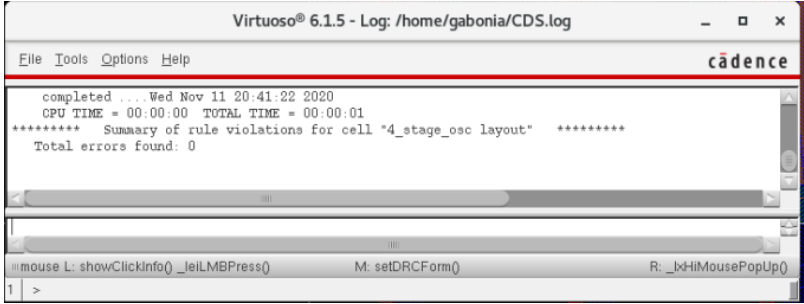 Virtuoso® 6.1.5 - Log: /home/gabonia/CDS.log
File Tools Options Help
cādence
completed ....Wed Nov 11 20:41:22 2020
CPU TIME = 00:00:00 TOTAL TIME = 00:00:01
********* Summary of rule violations for cell "4_stage_osc layout" *********
Total errors found: 0
mouse L: showClickInfo() _leiLMBPress() M: setDRCForm() R: _lxHiMousePopUp()
1 >